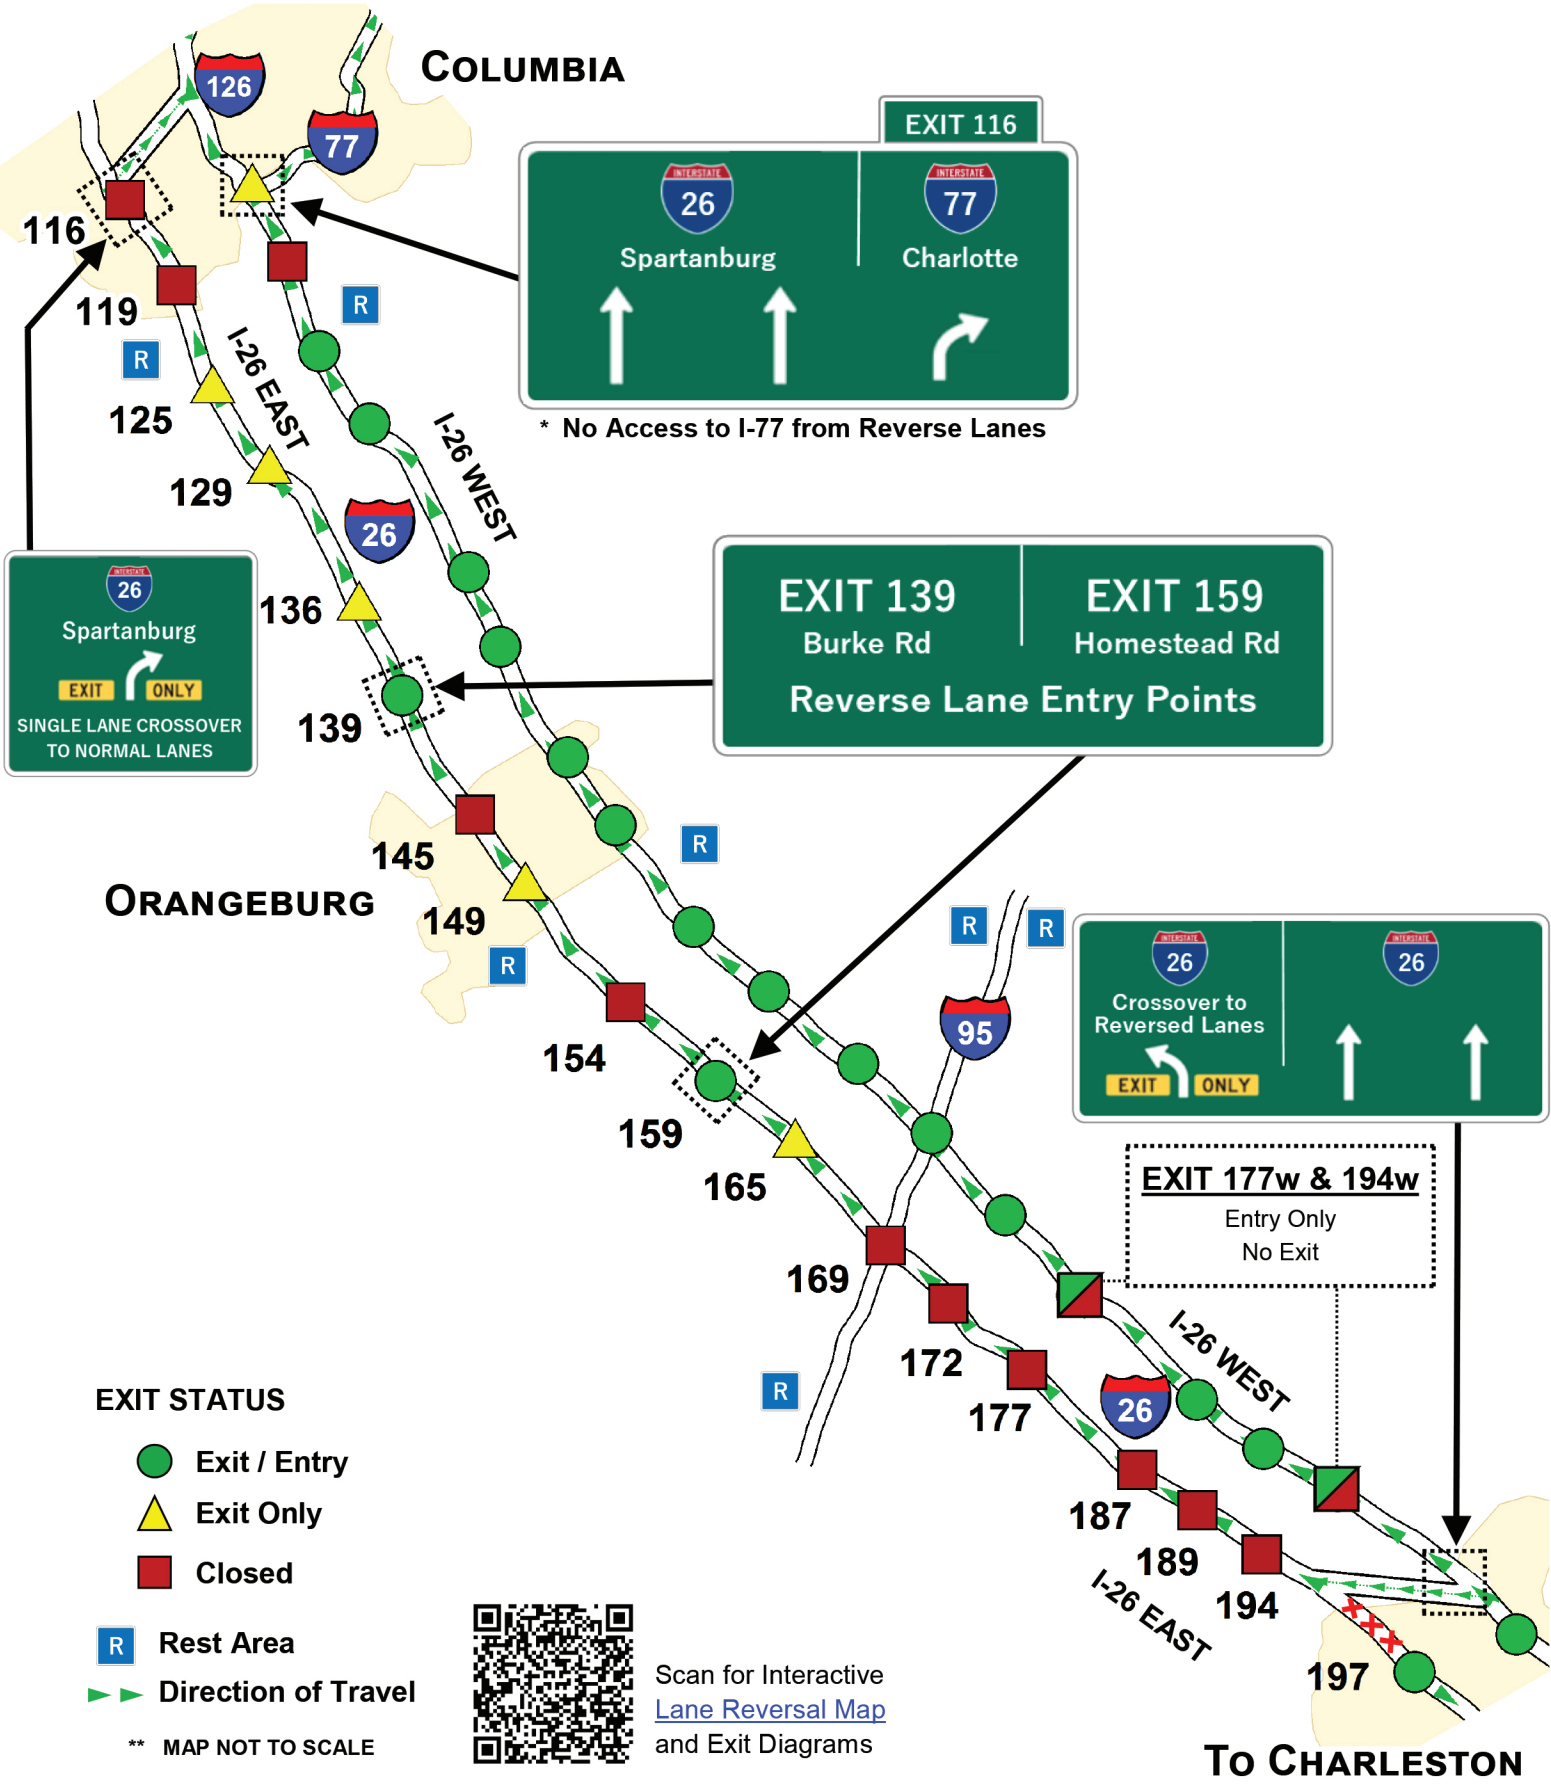 COLUMBIA
126
77
EXIT 116
INTERSTATE
26
Spartanburg
INTERSTATE
77
Charlotte
* No Access to I-77 from Reverse Lanes
116
119
R
R
I-26 EAST
I-26 WEST
125
129
26
INTERSTATE
26
Spartanburg
EXIT ONLY
SINGLE LANE CROSSOVER
TO NORMAL LANES
136
139
EXIT 139
Burke Rd
EXIT 159
Homestead Rd
Reverse Lane Entry Points
145
ORANGEBURG
149
R
R
R
R
95
154
159
165
INTERSTATE
26
Crossover to
Reversed Lanes
EXIT ONLY
INTERSTATE
26
EXIT 177w & 194w
Entry Only
No Exit
169
172
R
177
I-26 WEST
26
187
189
194
I-26 EAST
197
TO CHARLESTON
EXIT STATUS
Exit / Entry
Exit Only
Closed
R Rest Area
Direction of Travel
** MAP NOT TO SCALE
Scan for Interactive
Lane Reversal Map
and Exit Diagrams